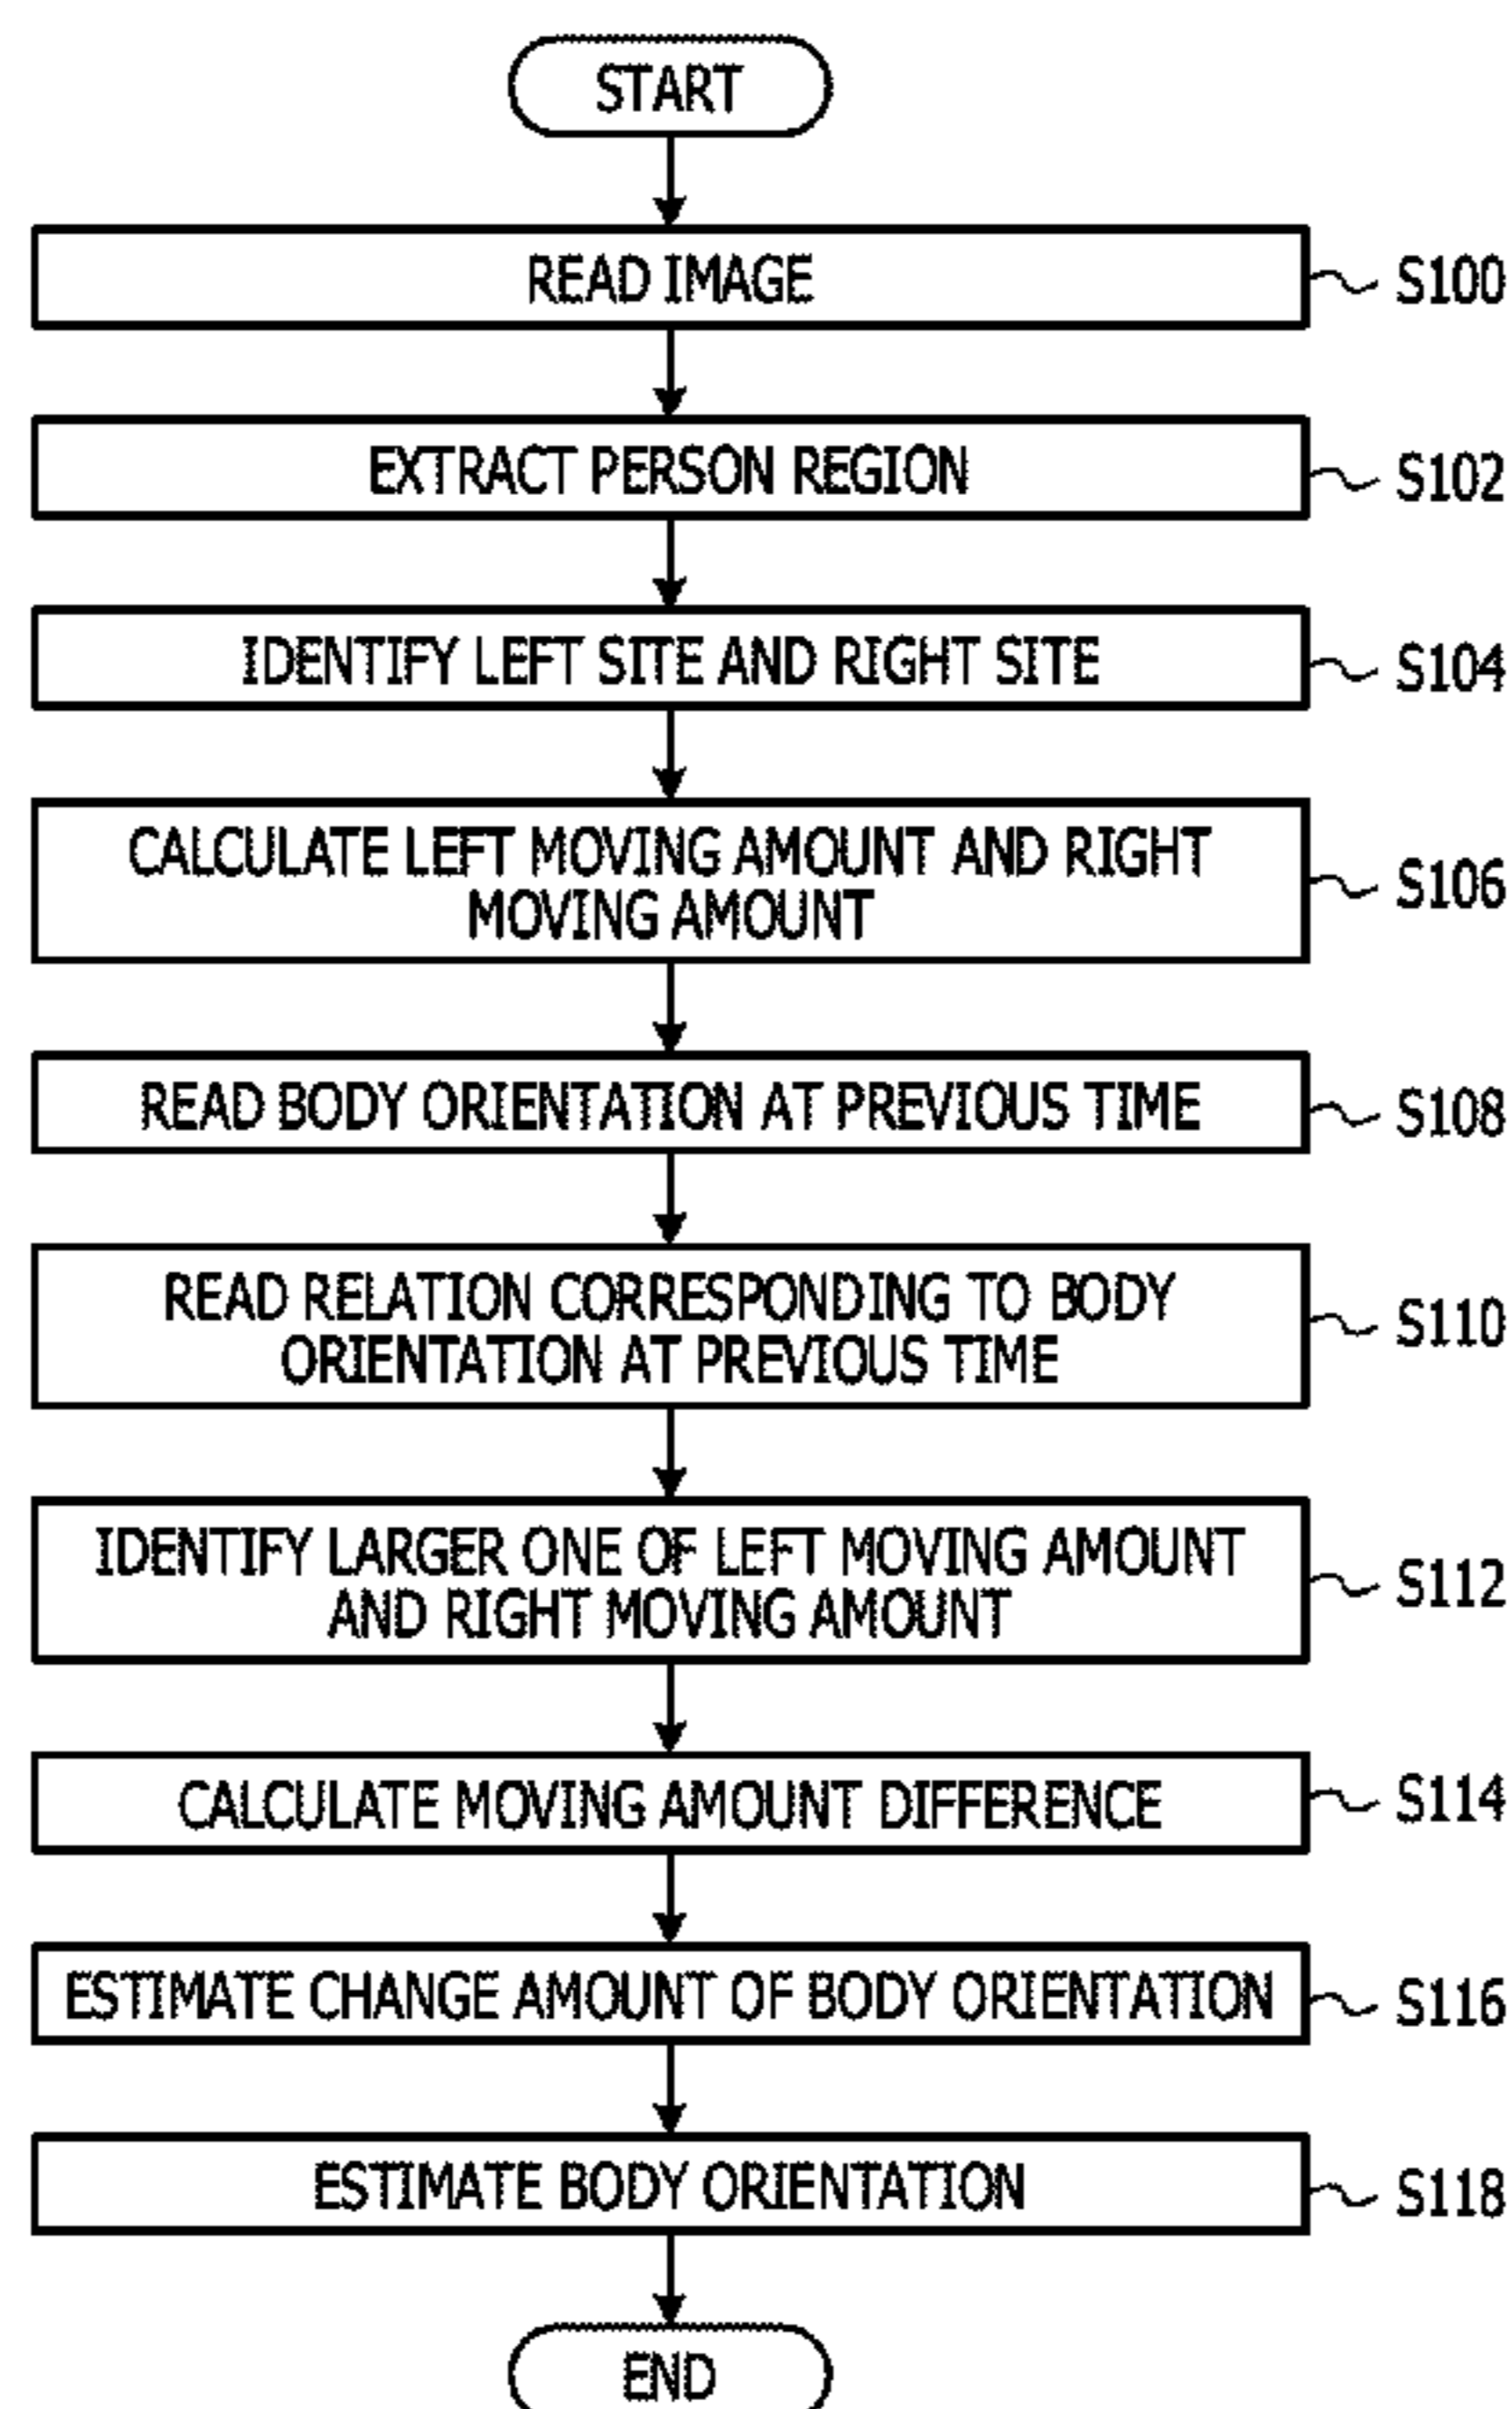 START
READ IMAGE
S100
EXTRACT PERSON REGION
S102
IDENTIFY LEFT SITE AND RIGHT SITE
S104
CALCULATE LEFT MOVING AMOUNT AND RIGHT
MOVING AMOUNT
S106
READ BODY ORIENTATION AT PREVIOUS TIME
S108
READ RELATION CORRESPONDING TO BODY
ORIENTATION AT PREVIOUS TIME
S110
IDENTIFY LARGER ONE OF LEFT MOVING AMOUNT
AND RIGHT MOVING AMOUNT
S112
CALCULATE MOVING AMOUNT DIFFERENCE
S114
ESTIMATE CHANGE AMOUNT OF BODY ORIENTATION
S116
ESTIMATE BODY ORIENTATION
S118
END